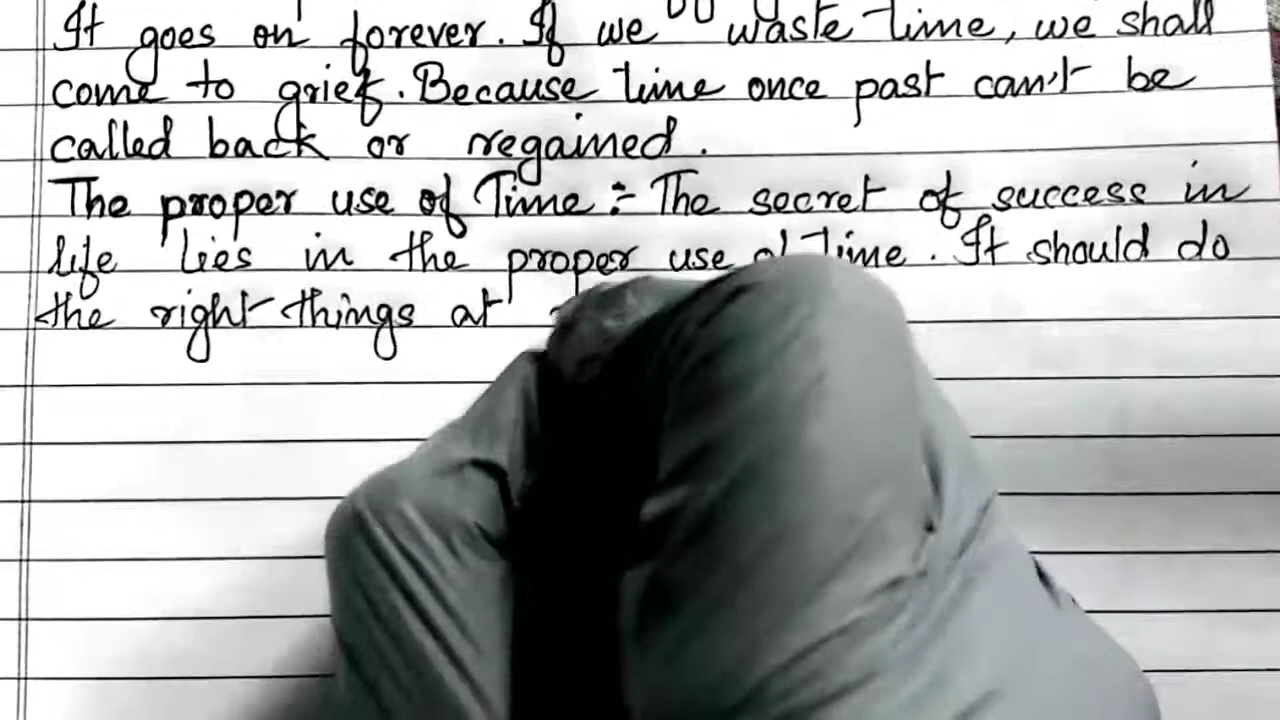 It goes on forever. If we waste time, we shall
come to grief. Because time once past can't be
called back or regained.
The proper use of Time :- The secret of success in
life lies in the proper use of time. It should do
the right things at